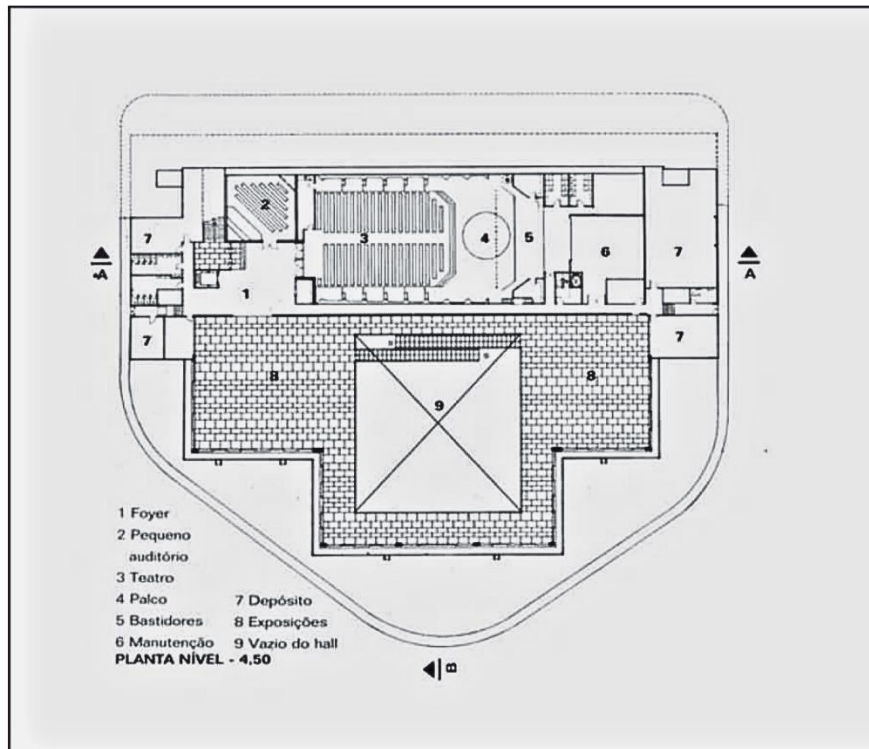 2
7
3
4
5
6
7
A
A
1
7
7
8
8
9
1 Foyer
2 Pequeno
auditório
3 Teatro
4 Palco
5 Bastidores
6 Manutenção
7 Depósito
8 Exposições
9 Vazio do hall
PLANTA NÍVEL - 4,50
B